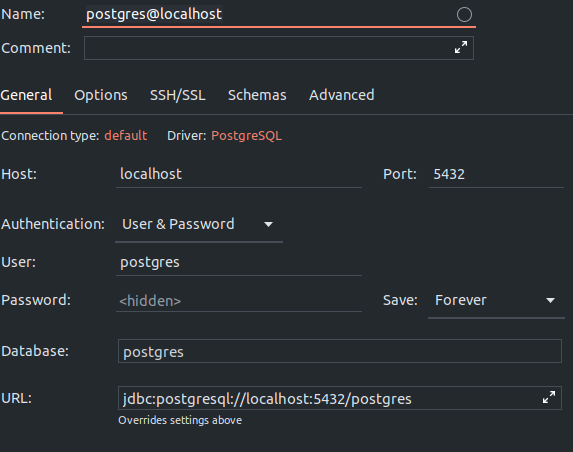 Name: postgres@localhost
Comment:
General Options SSH/SSL Schemas Advanced
Connection type: default Driver: PostgreSQL
Host: localhost Port: 5432
Authentication: User & Password
User: postgres
Password: <hidden> Save: Forever
Database: postgres
URL: jdbc:postgresql://localhost:5432/postgres
Overrides settings above